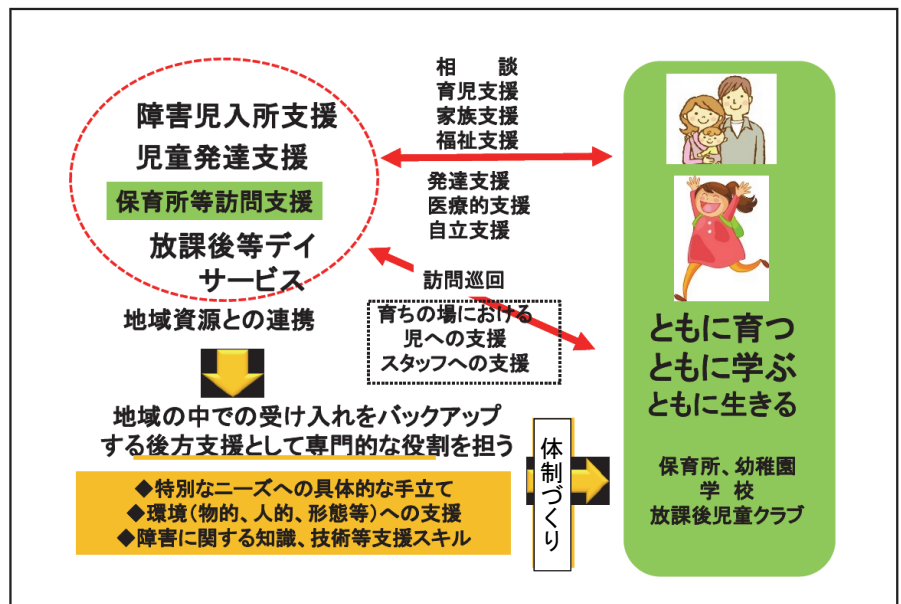 障害児入所支援
児童発達支援
保育所等訪問支援
放課後等デイ
サービス
地域資源との連携
相　談
育児支援
家族支援
福祉支援
発達支援
医療的支援
自立支援
訪問巡回
育ちの場における
児への支援
スタッフへの支援
地域の中での受け入れをバックアップ
する後方支援として専門的な役割を担う
◆特別なニーズへの具体的な手立て
◆環境（物的、人的、形態等）への支援
◆障害に関する知識、技術等支援スキル
体制づくり
ともに育つ
ともに学ぶ
ともに生きる
保育所、幼稚園
学　校
放課後児童クラブ